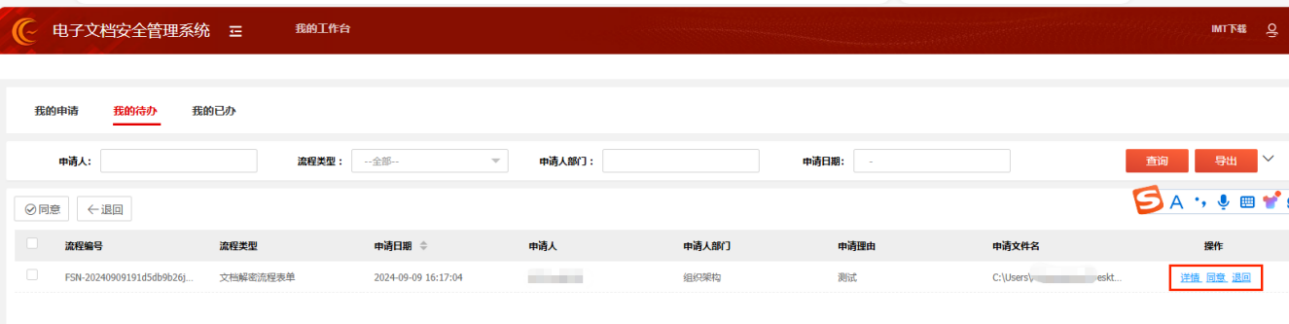 电子文档安全管理系统 我的工作台 IMT下载
我的申请 我的待办 我的已办
申请人: 流程类型: --全部-- 申请人部门: 申请日期: - 查询 导出
同意 退回
流程编号 流程类型 申请日期 申请人 申请人部门 申请理由 申请文件名 操作
FSN-20240909191d5db9b26j... 文档解密流程表单 2024-09-09 16:17:04 组织架构 测试 C:\Users\ eskt... 详情 同意 退回